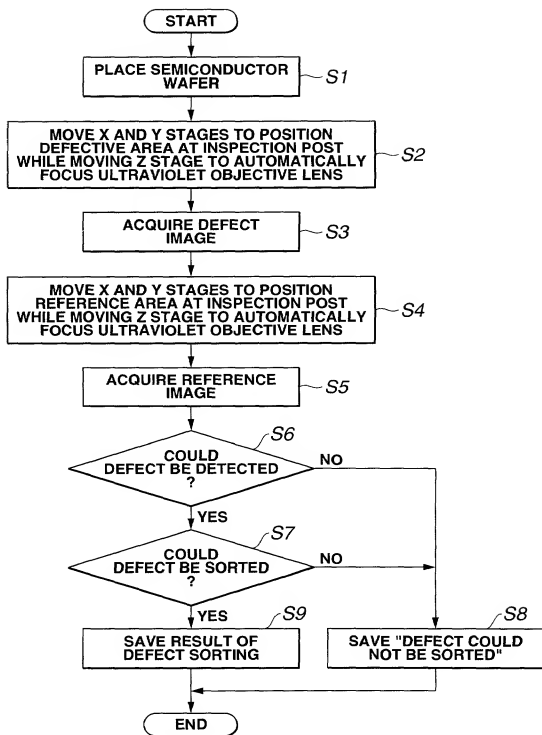 START
PLACE SEMICONDUCTOR
WAFER
S1
MOVE X AND Y STAGES TO POSITION
DEFECTIVE AREA AT INSPECTION POST
WHILE MOVING Z STAGE TO AUTOMATICALLY
FOCUS ULTRAVIOLET OBJECTIVE LENS
S2
ACQUIRE DEFECT
IMAGE
S3
MOVE X AND Y STAGES TO POSITION
REFERENCE AREA AT INSPECTION POST
WHILE MOVING Z STAGE TO AUTOMATICALLY
FOCUS ULTRAVIOLET OBJECTIVE LENS
S4
ACQUIRE REFERENCE
IMAGE
S5
S6
COULD
DEFECT BE DETECTED
?
NO
YES
S7
COULD
DEFECT BE SORTED
?
NO
YES
S9
SAVE RESULT OF
DEFECT SORTING
S8
SAVE "DEFECT COULD
NOT BE SORTED"
END